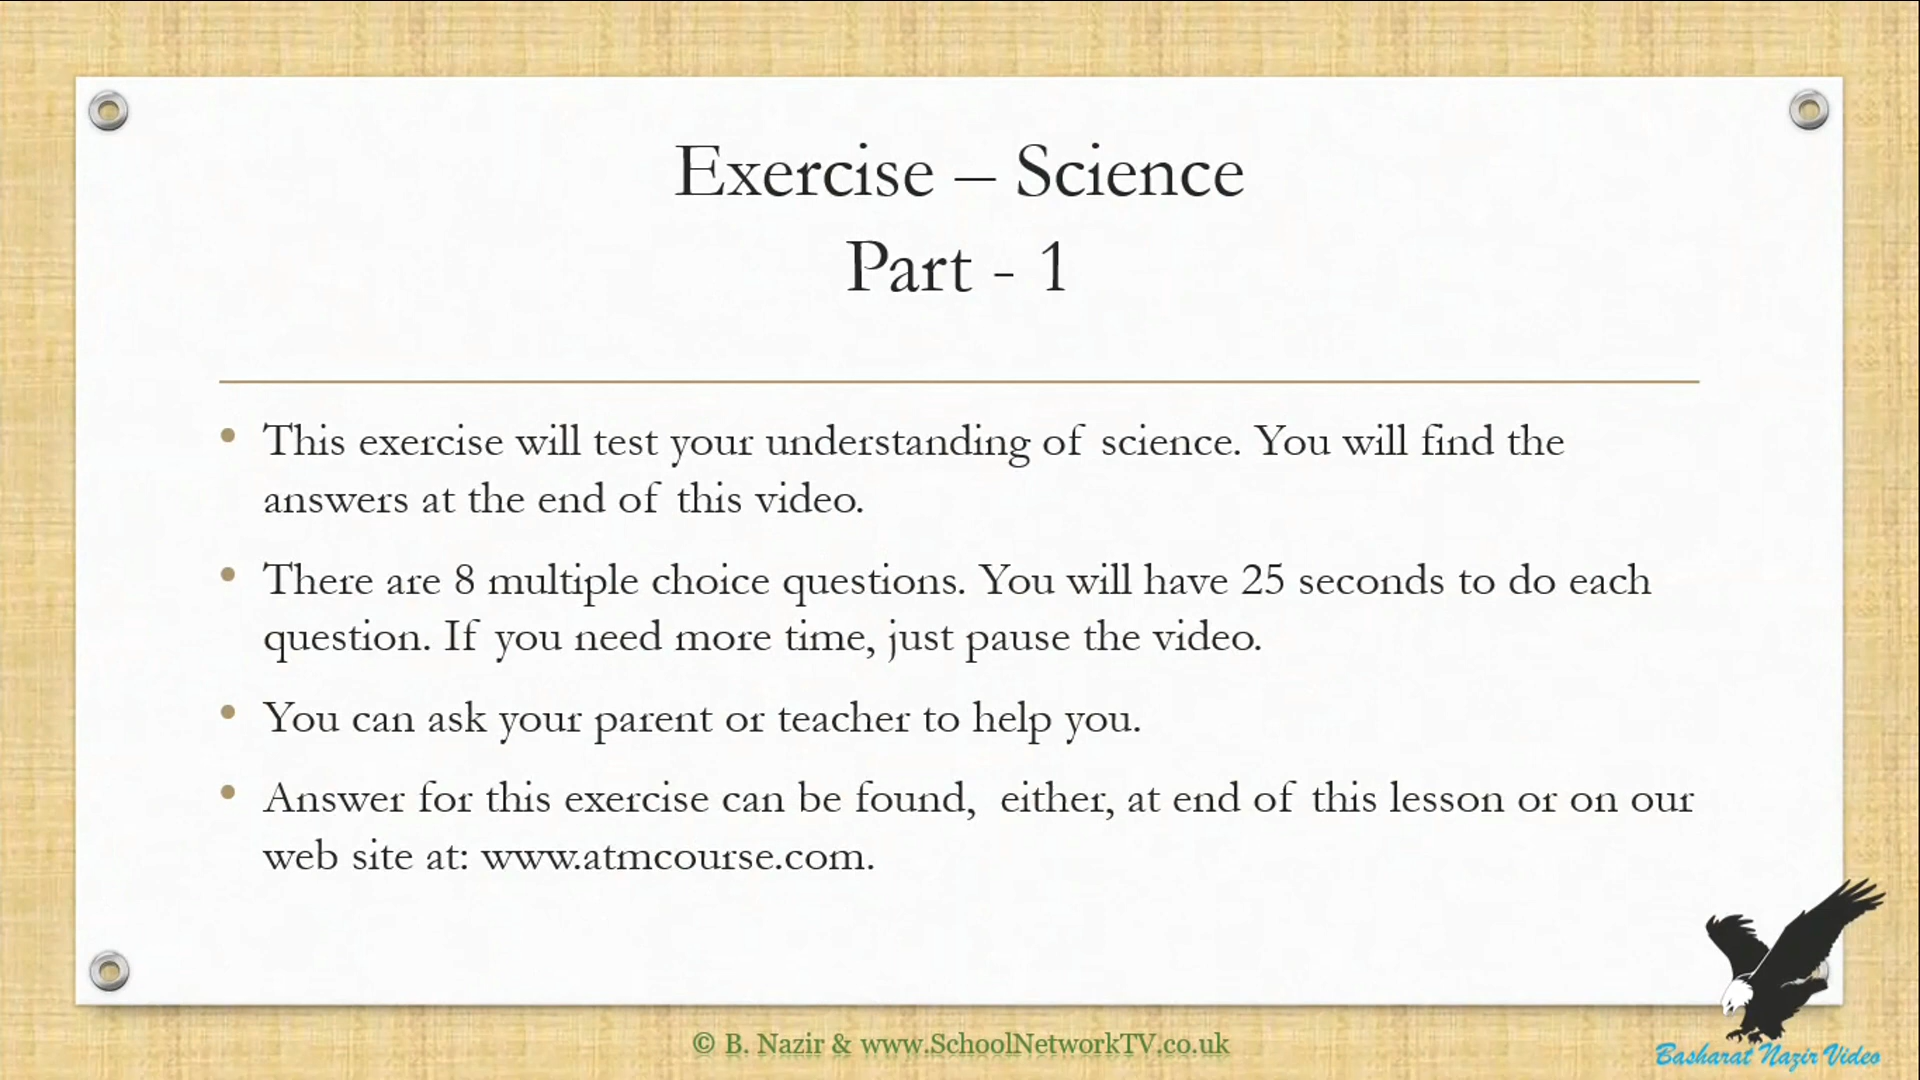 Exercise – Science
Part - 1
• This exercise will test your understanding of science. You will find the
answers at the end of this video.
• There are 8 multiple choice questions. You will have 25 seconds to do each
question. If you need more time, just pause the video.
• You can ask your parent or teacher to help you.
• Answer for this exercise can be found, either, at end of this lesson or on our
web site at: www.atmcourse.com.
© B. Nazir & www.SchoolNetworkTV.co.uk
Basharat Nazir Video